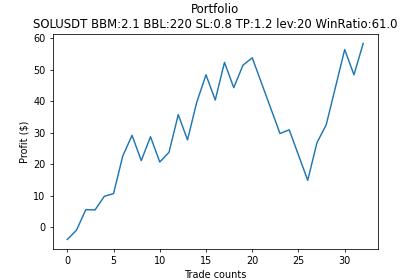 Portfolio
SOLUSDT BBM:2.1 BBL:220 SL:0.8 TP:1.2 lev:20 WinRatio:61.0
60
50
40
30
20
10
0
Profit ($)
0 5 10 15 20 25 30
Trade counts